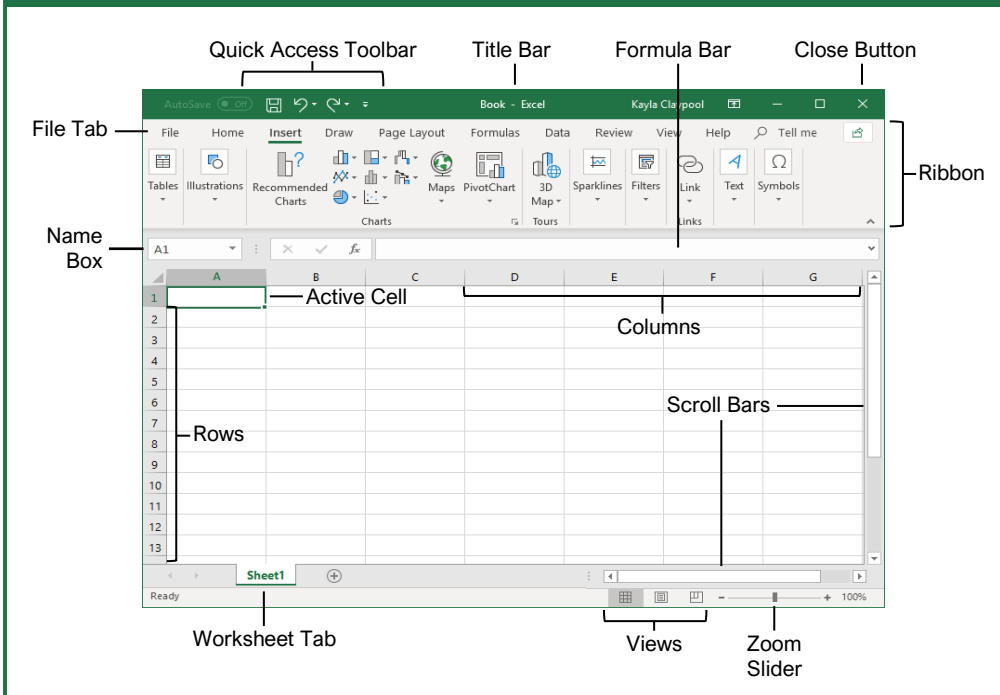 Quick Access Toolbar Title Bar Formula Bar Close Button
AutoSave Off Book - Excel Kayla Claypool
File Tab
File Home Insert Draw Page Layout Formulas Data Review View Help Tell me
Ribbon
Tables Illustrations Recommended Charts Maps PivotChart 3D Map Sparklines Filters Link Text Symbols
Charts Tours Links
Name Box
A1 fx
A B C D E F G
1 Active Cell
2 Columns
3
4
5
6 Scroll Bars
7
Rows
8
9
10
11
12
13
Sheet1
Ready 100%
Worksheet Tab Views Zoom Slider